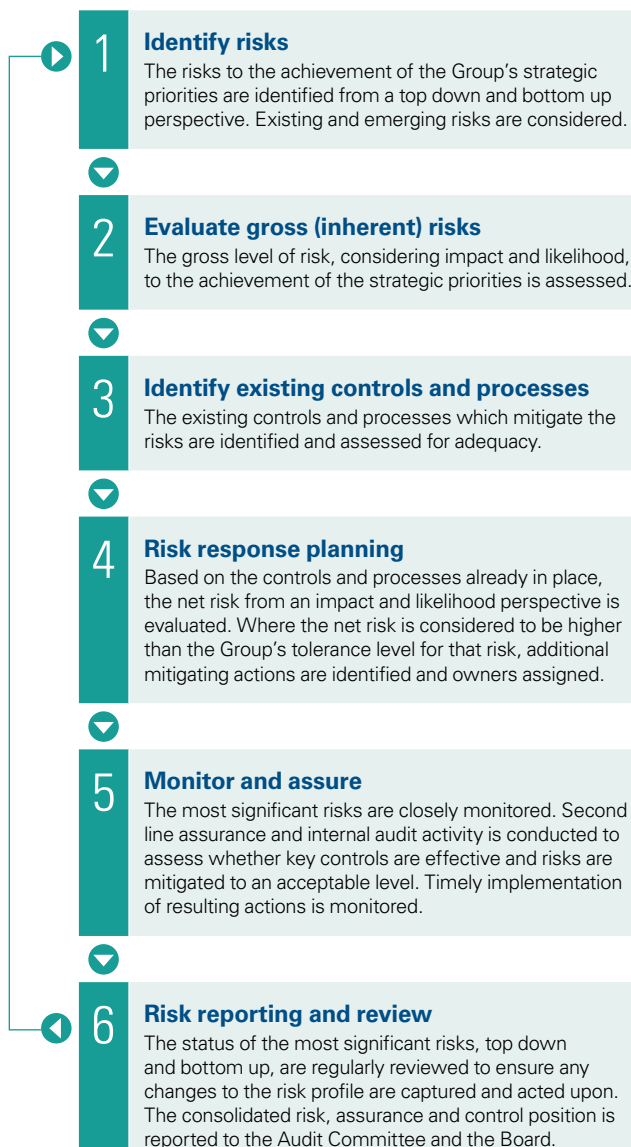 1
Identify risks
The risks to the achievement of the Group's strategic
priorities are identified from a top down and bottom up
perspective. Existing and emerging risks are considered.
2
Evaluate gross (inherent) risks
The gross level of risk, considering impact and likelihood,
to the achievement of the strategic priorities is assessed.
3
Identify existing controls and processes
The existing controls and processes which mitigate the
risks are identified and assessed for adequacy.
4
Risk response planning
Based on the controls and processes already in place,
the net risk from an impact and likelihood perspective is
evaluated. Where the net risk is considered to be higher
than the Group's tolerance level for that risk, additional
mitigating actions are identified and owners assigned.
5
Monitor and assure
The most significant risks are closely monitored. Second
line assurance and internal audit activity is conducted to
assess whether key controls are effective and risks are
mitigated to an acceptable level. Timely implementation
of resulting actions is monitored.
6
Risk reporting and review
The status of the most significant risks, top down
and bottom up, are regularly reviewed to ensure any
changes to the risk profile are captured and acted upon.
The consolidated risk, assurance and control position is
reported to the Audit Committee and the Board.